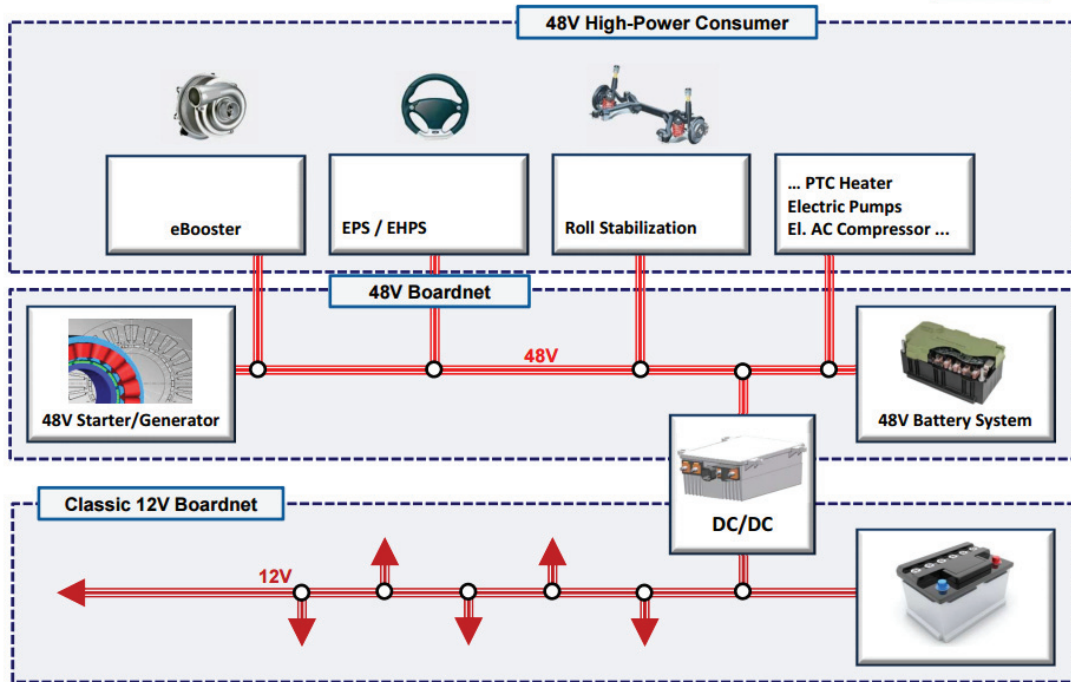 48V High-Power Consumer
eBooster
EPS / EHPS
Roll Stabilization
... PTC Heater
Electric Pumps
El. AC Compressor ...
48V Boardnet
48V
48V Starter/Generator
48V Battery System
DC/DC
Classic 12V Boardnet
12V